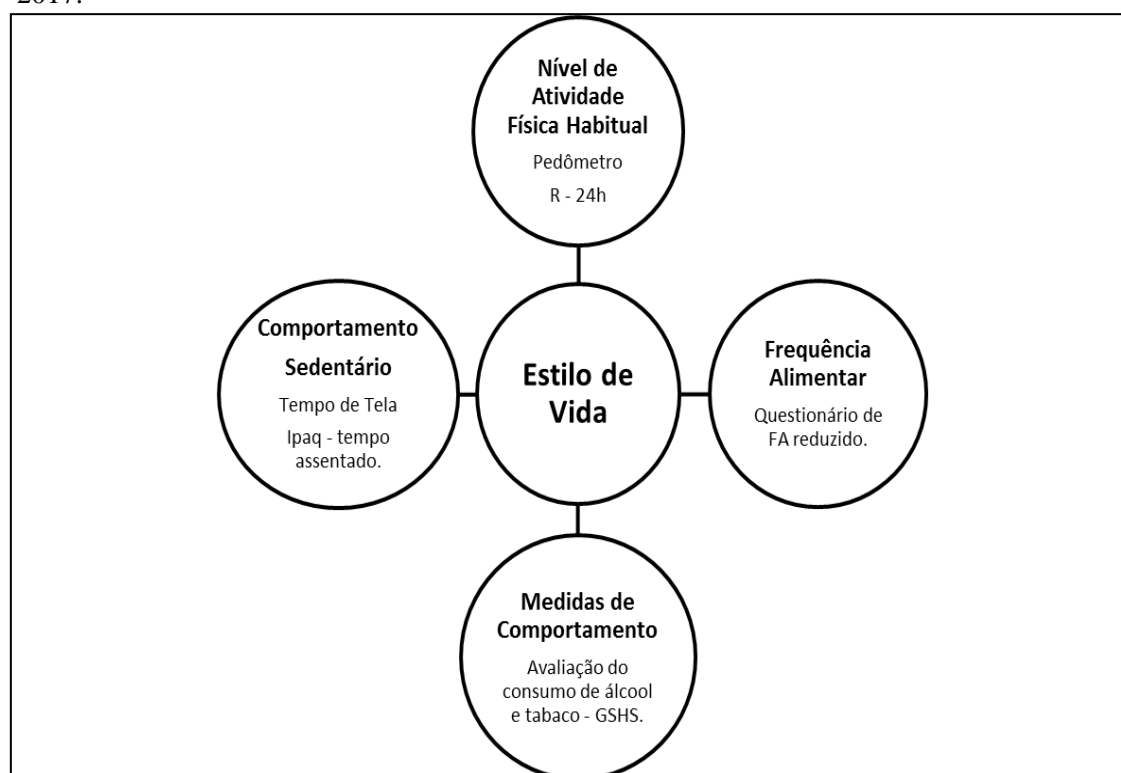 2017.
Nível de
Atividade
Física Habitual
Pedômetro
R - 24h
Comportamento
Sedentário
Tempo de Tela
Ipaq - tempo
assentado.
Estilo de
Vida
Frequência
Alimentar
Questionário de
FA reduzido.
Medidas de
Comportamento
Avaliação do
consumo de álcool
e tabaco - GSHS.